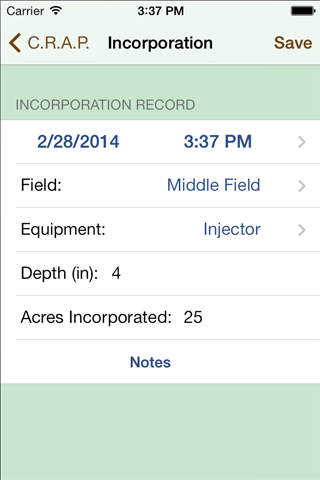 Carrier 3:37 PM
C.R.A.P. Incorporation Save
INCORPORATION RECORD
2/28/2014 3:37 PM
Field: Middle Field
Equipment: Injector
Depth (in): 4
Acres Incorporated: 25
Notes